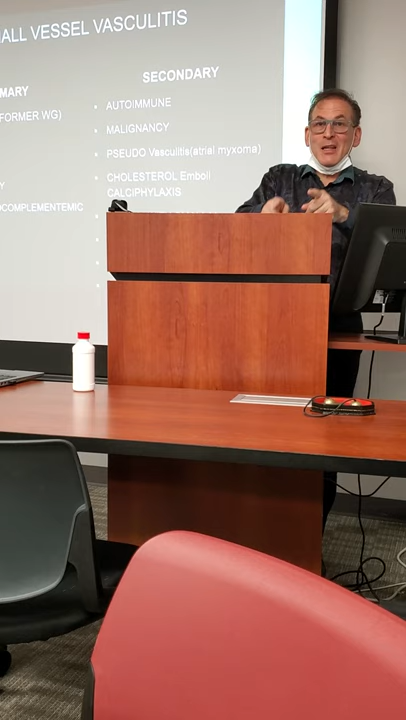 ALL VESSEL VASCULITIS
MARY
FORMER WG)
Y
OCOMPLEMENTEMIC
SECONDARY
AUTOIMMUNE
MALIGNANCY
PSEUDO Vasculitis(atrial myxoma)
CHOLESTEROL Emboli
CALCIPHYLAXIS